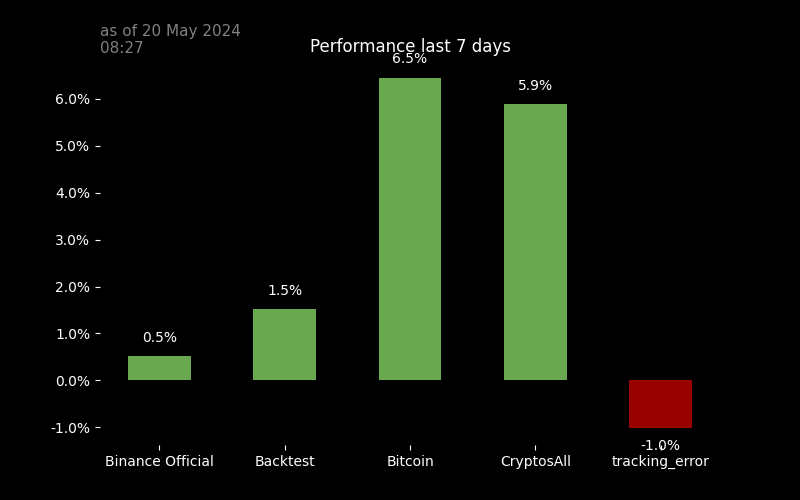 as of 20 May 2024
08:27
Performance last 7 days
6.5%
5.9%
6.0%
5.0%
4.0%
3.0%
2.0%
1.5%
1.0%
0.5%
0.0%
-1.0%
-1.0%
Binance Official
Backtest
Bitcoin
CryptosAll
tracking_error